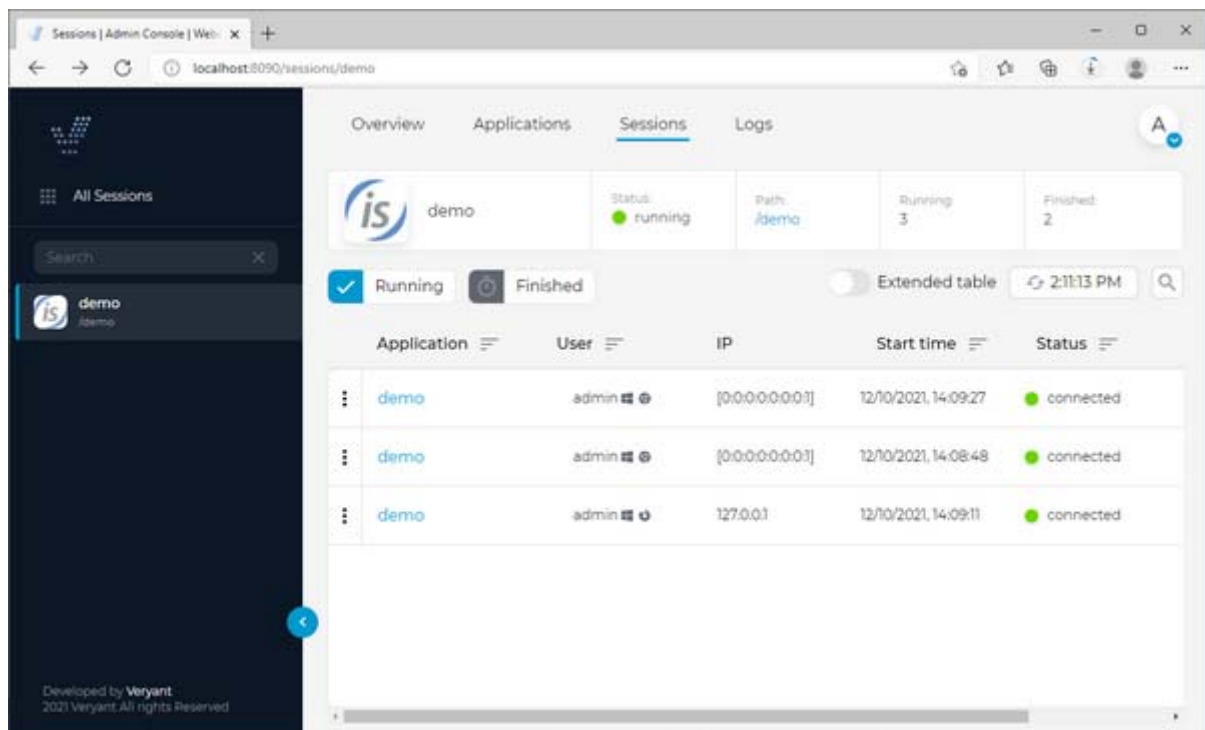 Sessions | Admin Console | Web
localhost:8090/sessions/demo
Overview Applications Sessions Logs A
All Sessions
is demo Status: running Path: /demo Running: 3 Finished: 2
Search
Running Finished Extended table 2:11:13 PM
is demo
/demo
Application User IP Start time Status
demo admin [0:0:0:0:0:0:0:1] 12/10/2021, 14:09:27 connected
demo admin [0:0:0:0:0:0:0:1] 12/10/2021, 14:08:48 connected
demo admin 127.0.0.1 12/10/2021, 14:09:11 connected
Developed by Veryant
2021 Veryant All rights Reserved